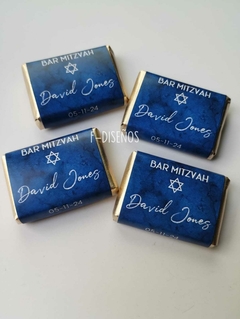 BAR MITZVAH
David Jones
05-11-24
BAR MITZVAH
David Jones
05-11-24
F-DISEÑOS
BAR MITZVAH
David Jones
05-11-24
BAR MITZVAH
David Jones
05-11-24